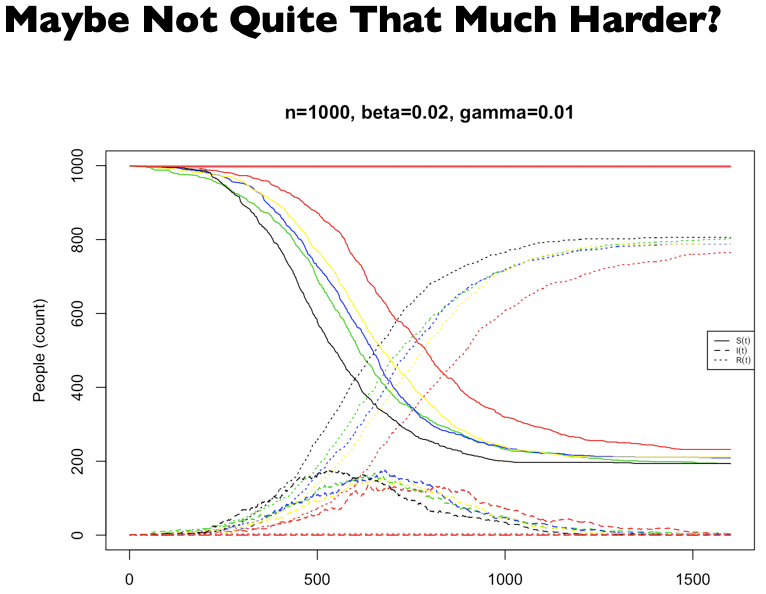 Maybe Not Quite That Much Harder?
n=1000, beta=0.02, gamma=0.01
1000
800
600
400
200
0
People (count)
S(t)
I(t)
R(t)
0 500 1000 1500